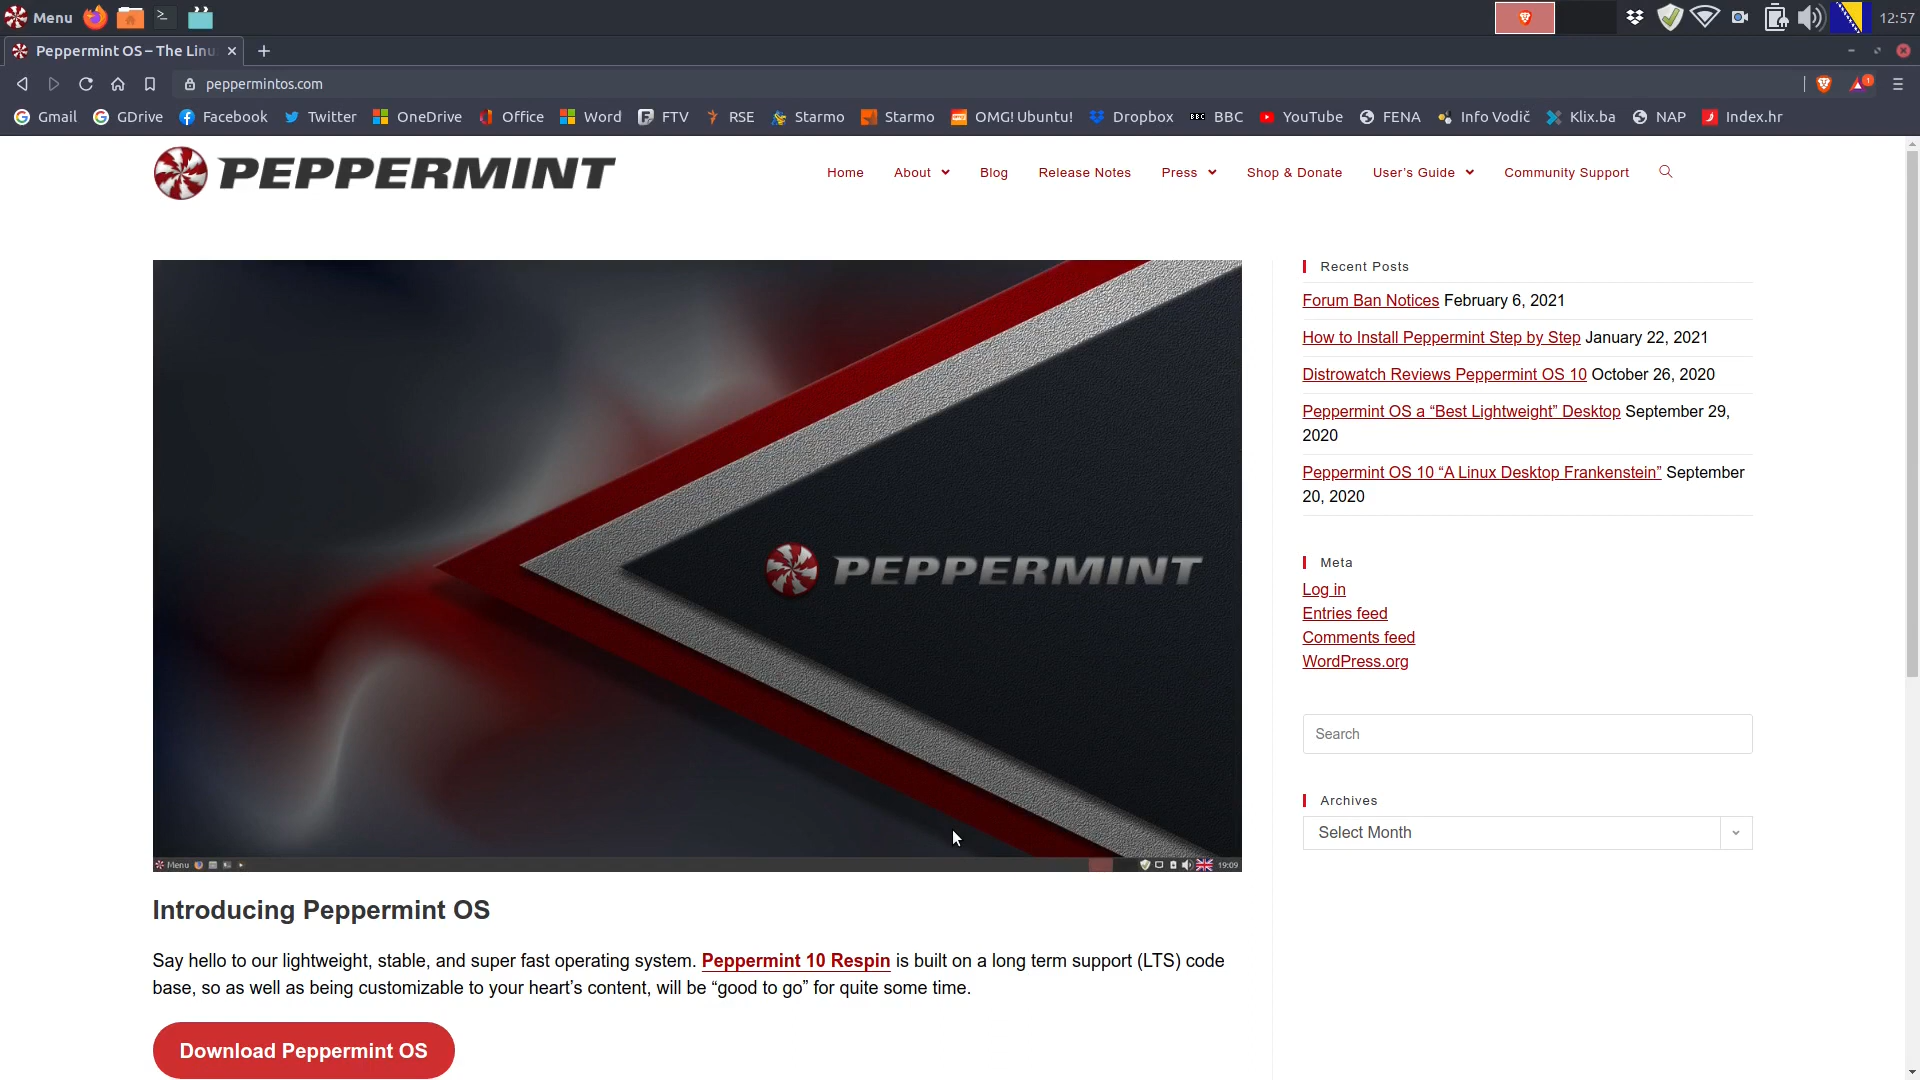 Menu
12:57
Peppermint OS – The Linu
peppermintos.com
1
Gmail GDrive Facebook Twitter OneDrive Office Word FTV RSE Starmo Starmo OMG! Ubuntu! Dropbox BBC BBC YouTube FENA Info Vodič Klix.ba NAP Index.hr
PEPPERMINT
Home About Blog Release Notes Press Shop & Donate User’s Guide Community Support
PEPPERMINT
Menu
19:09
Introducing Peppermint OS
Say hello to our lightweight, stable, and super fast operating system. Peppermint 10 Respin is built on a long term support (LTS) code
base, so as well as being customizable to your heart’s content, will be “good to go” for quite some time.
Download Peppermint OS
Recent Posts
Forum Ban Notices February 6, 2021
How to Install Peppermint Step by Step January 22, 2021
Distrowatch Reviews Peppermint OS 10 October 26, 2020
Peppermint OS a “Best Lightweight” Desktop September 29,
2020
Peppermint OS 10 “A Linux Desktop Frankenstein” September
20, 2020
Meta
Log in
Entries feed
Comments feed
WordPress.org
Search
Archives
Select Month